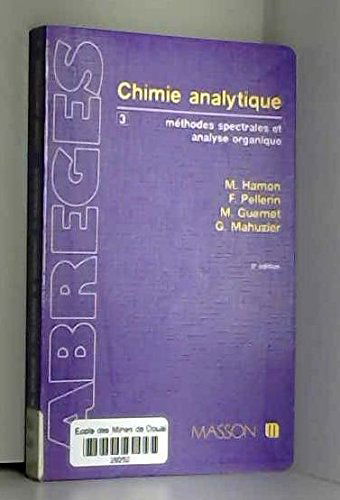 ABREGES
Chimie analytique
3
méthodes spectrales et
analyse organique
M. Hamon
F. Pellerin
M. Guernet
G. Mahuzier
édition
MASSON
Ecole des Mines de Douai